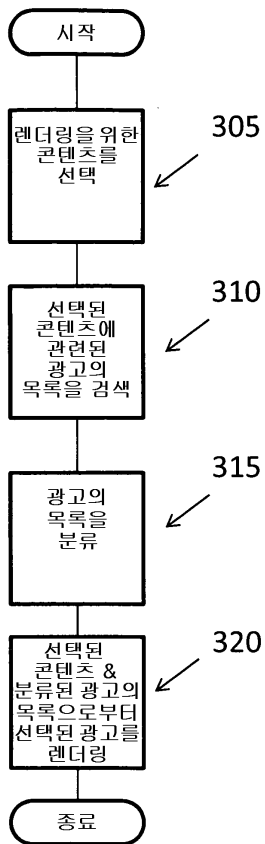 시작
렌더링을 위한
콘텐츠를
선택
305
선택된
콘텐츠에
관련된
광고의
목록을 검색
310
광고의
목록을
분류
315
선택된
콘텐츠 &
분류된 광고의
목록으로부터
선택된 광고를
렌더링
320
종료